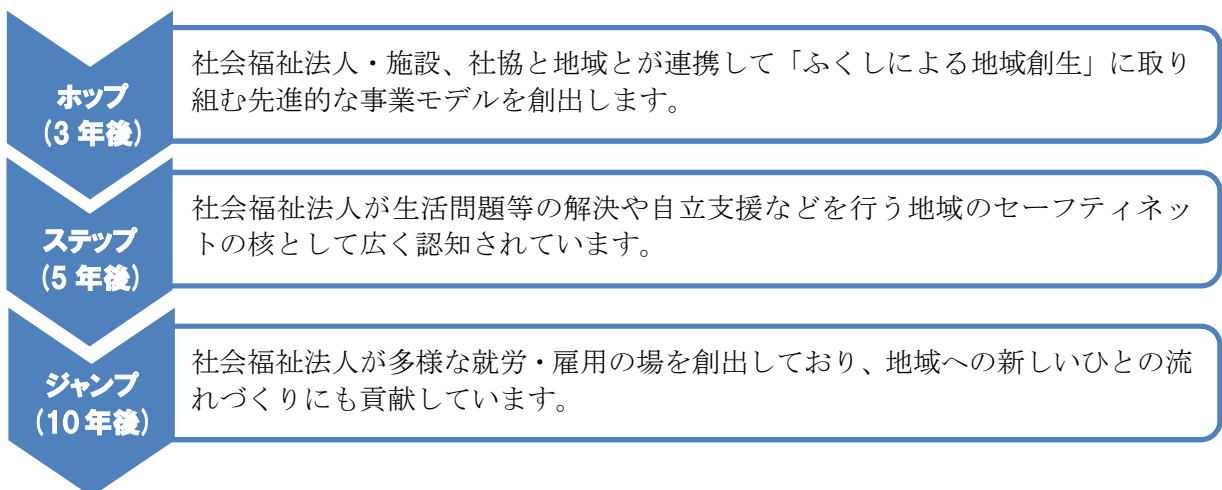 ホップ
(3 年後)
社会福祉法人・施設、社協と地域とが連携して「ふくしによる地域創生」に取り
組む先進的な事業モデルを創出します。
ステップ
(5 年後)
社会福祉法人が生活問題等の解決や自立支援などを行う地域のセーフティネッ
トの核として広く認知されています。
ジャンプ
(10 年後)
社会福祉法人が多様な就労・雇用の場を創出しており、地域への新しいひとの流
れづくりにも貢献しています。